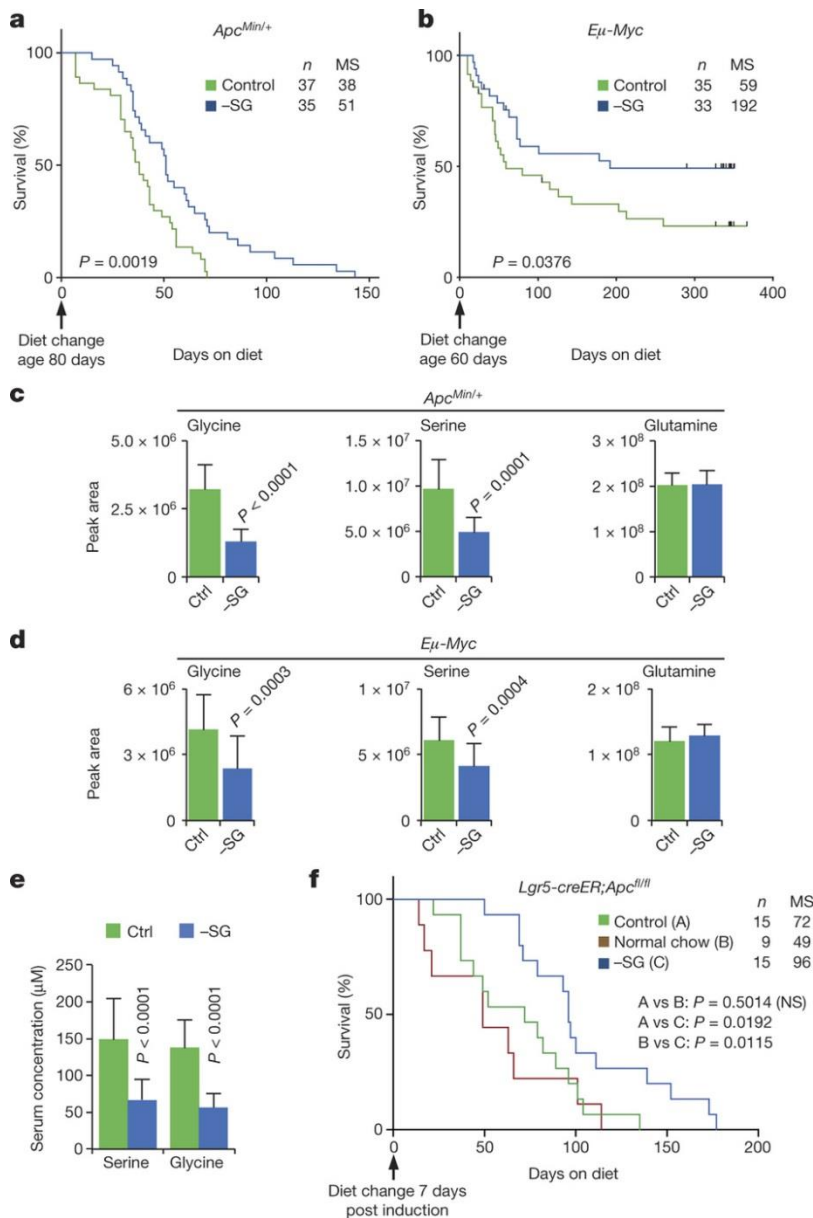 a
Apc^Min/+
n MS
Control 37 38
–SG 35 51
100
50
0
Survival (%)
P = 0.0019
0 50 100 150
Diet change
age 80 days
Days on diet
b
Eμ-Myc
n MS
Control 35 59
–SG 33 192
100
50
0
Survival (%)
P = 0.0376
0 100 200 300 400
Diet change
age 60 days
Days on diet
c
Apc^Min/+
Peak area
Glycine
5.0 × 10^6
2.5 × 10^6
0
P < 0.0001
Ctrl –SG
Serine
1.5 × 10^7
1.0 × 10^7
5.0 × 10^6
0
P = 0.0001
Ctrl –SG
Glutamine
3 × 10^8
2 × 10^8
1 × 10^8
0
Ctrl –SG
d
Eμ-Myc
Peak area
Glycine
6 × 10^6
3 × 10^6
0
P = 0.0003
Ctrl –SG
Serine
1 × 10^7
5 × 10^6
0
P = 0.0004
Ctrl –SG
Glutamine
2 × 10^8
1 × 10^8
0
Ctrl –SG
e
Ctrl –SG
Serum concentration (μM)
250
200
150
100
50
0
P < 0.0001
P < 0.0001
Serine Glycine
f
Lgr5-creER;Apc^fl/fl
n MS
Control (A) 15 72
Normal chow (B) 9 49
–SG (C) 15 96
A vs B: P = 0.5014 (NS)
A vs C: P = 0.0192
B vs C: P = 0.0115
100
50
0
Survival (%)
0 50 100 150 200
Days on diet
Diet change 7 days
post induction